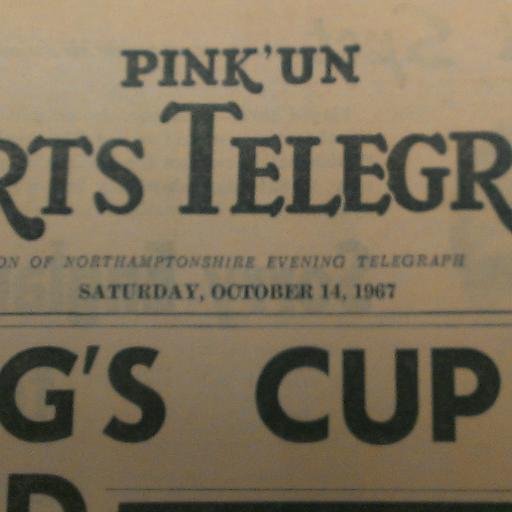 PINK'UN
RTS TELEGR
ON OF NORTHAMPTONSHIRE EVENING TELEGRAPH
SATURDAY, OCTOBER 14, 1967
G'S CUP